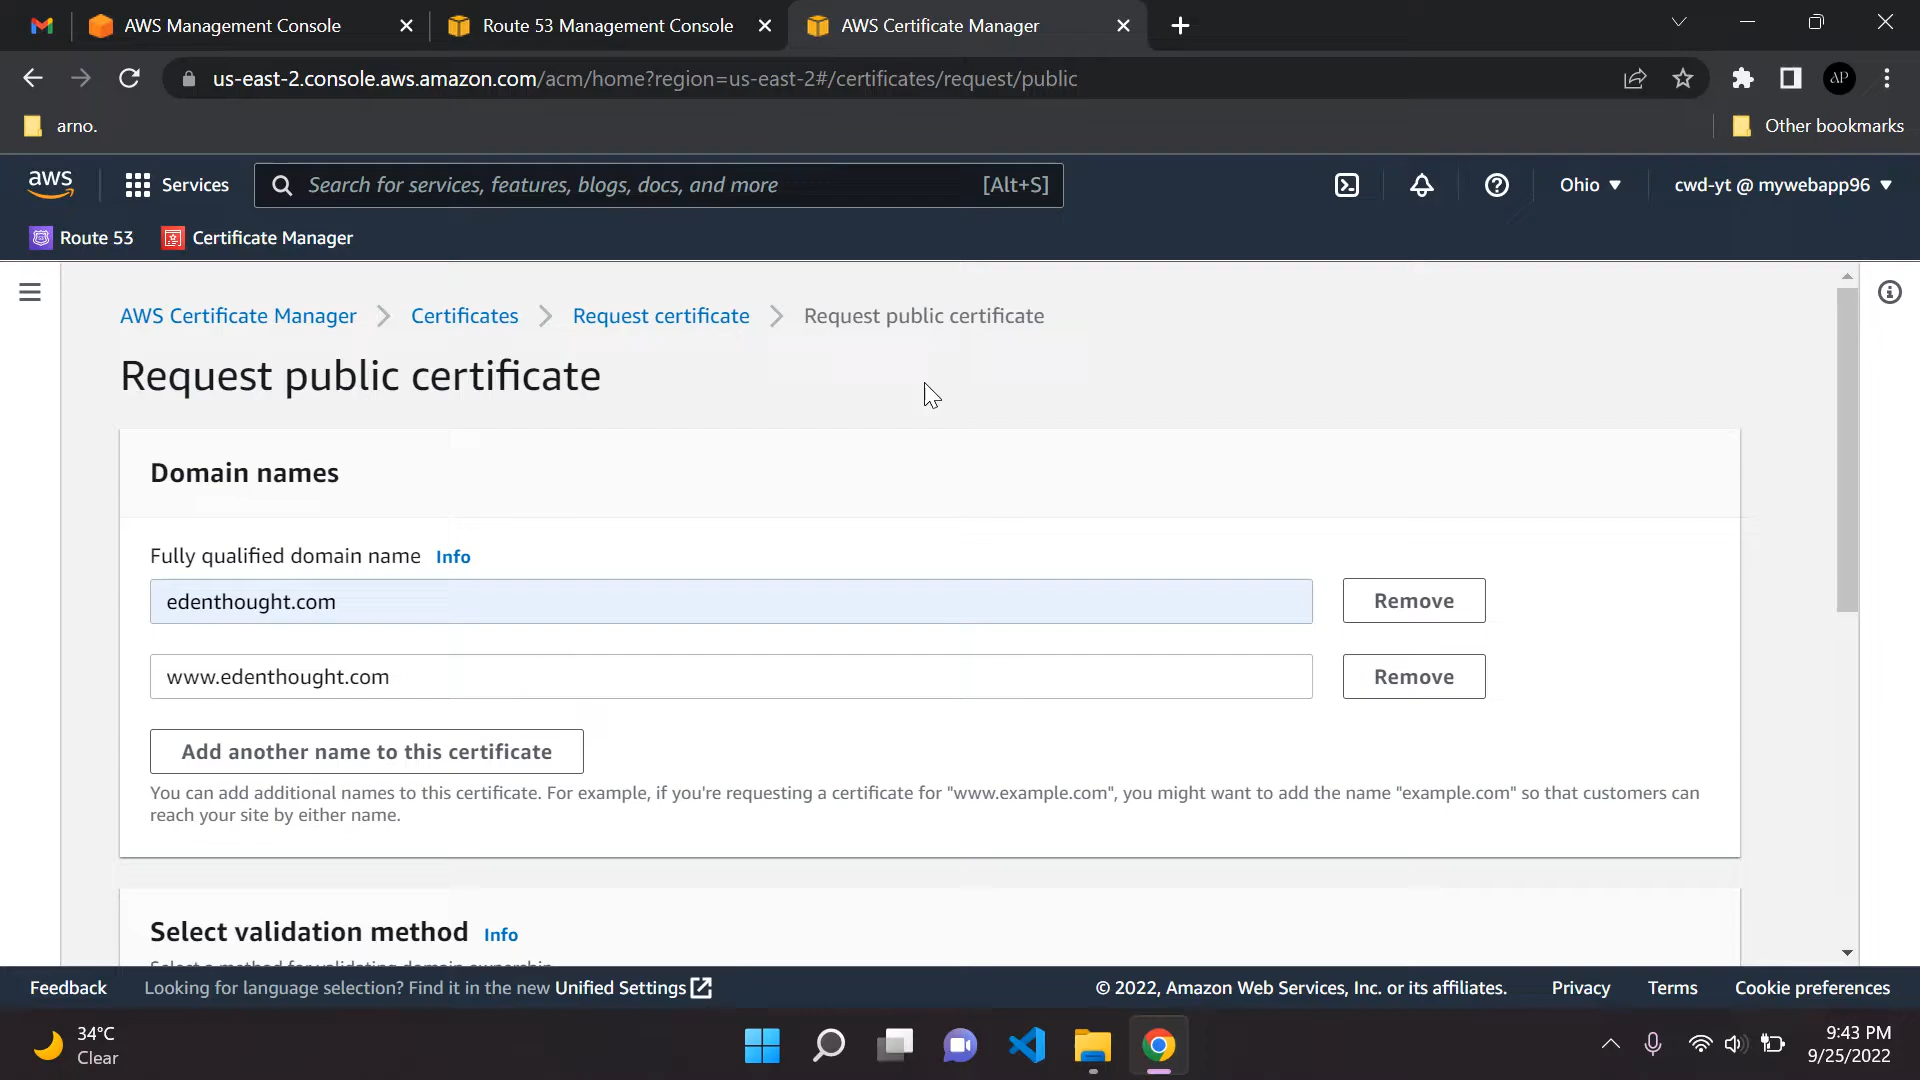 AWS Management Console
Route 53 Management Console
AWS Certificate Manager
us-east-2.console.aws.amazon.com/acm/home?region=us-east-2#/certificates/request/public
AP
arno.
Other bookmarks
aws
Services
Search for services, features, blogs, docs, and more
[Alt+S]
Ohio
cwd-yt @ mywebapp96
Route 53
Certificate Manager
AWS Certificate Manager
Certificates
Request certificate
Request public certificate
Request public certificate
Domain names
Fully qualified domain name Info
edenthought.com
Remove
www.edenthought.com
Remove
Add another name to this certificate
You can add additional names to this certificate. For example, if you're requesting a certificate for "www.example.com", you might want to add the name "example.com" so that customers can
reach your site by either name.
Select validation method Info
Select a method for validating domain ownership
Feedback
Looking for language selection? Find it in the new Unified Settings
© 2022, Amazon Web Services, Inc. or its affiliates.
Privacy
Terms
Cookie preferences
34°C
Clear
9:43 PM
9/25/2022